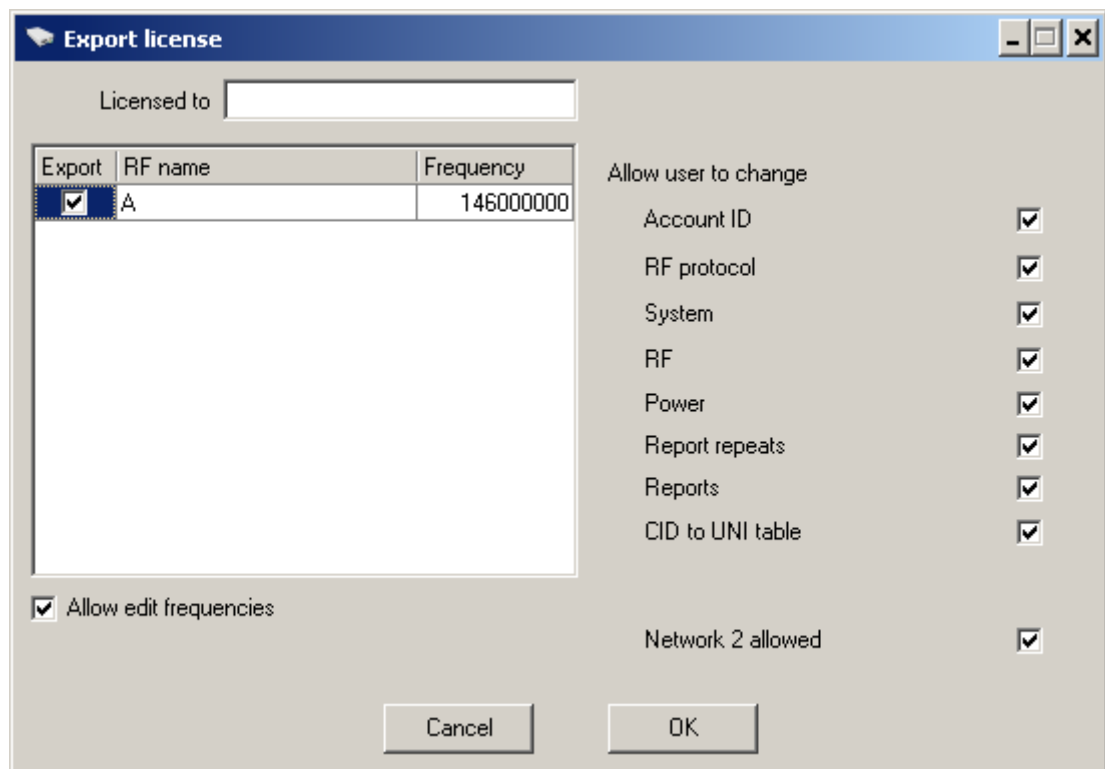 Export license
Licensed to
Export RF name Frequency
A 146000000
Allow user to change
Account ID
RF protocol
System
RF
Power
Report repeats
Reports
CID to UNI table
Allow edit frequencies
Network 2 allowed
Cancel OK